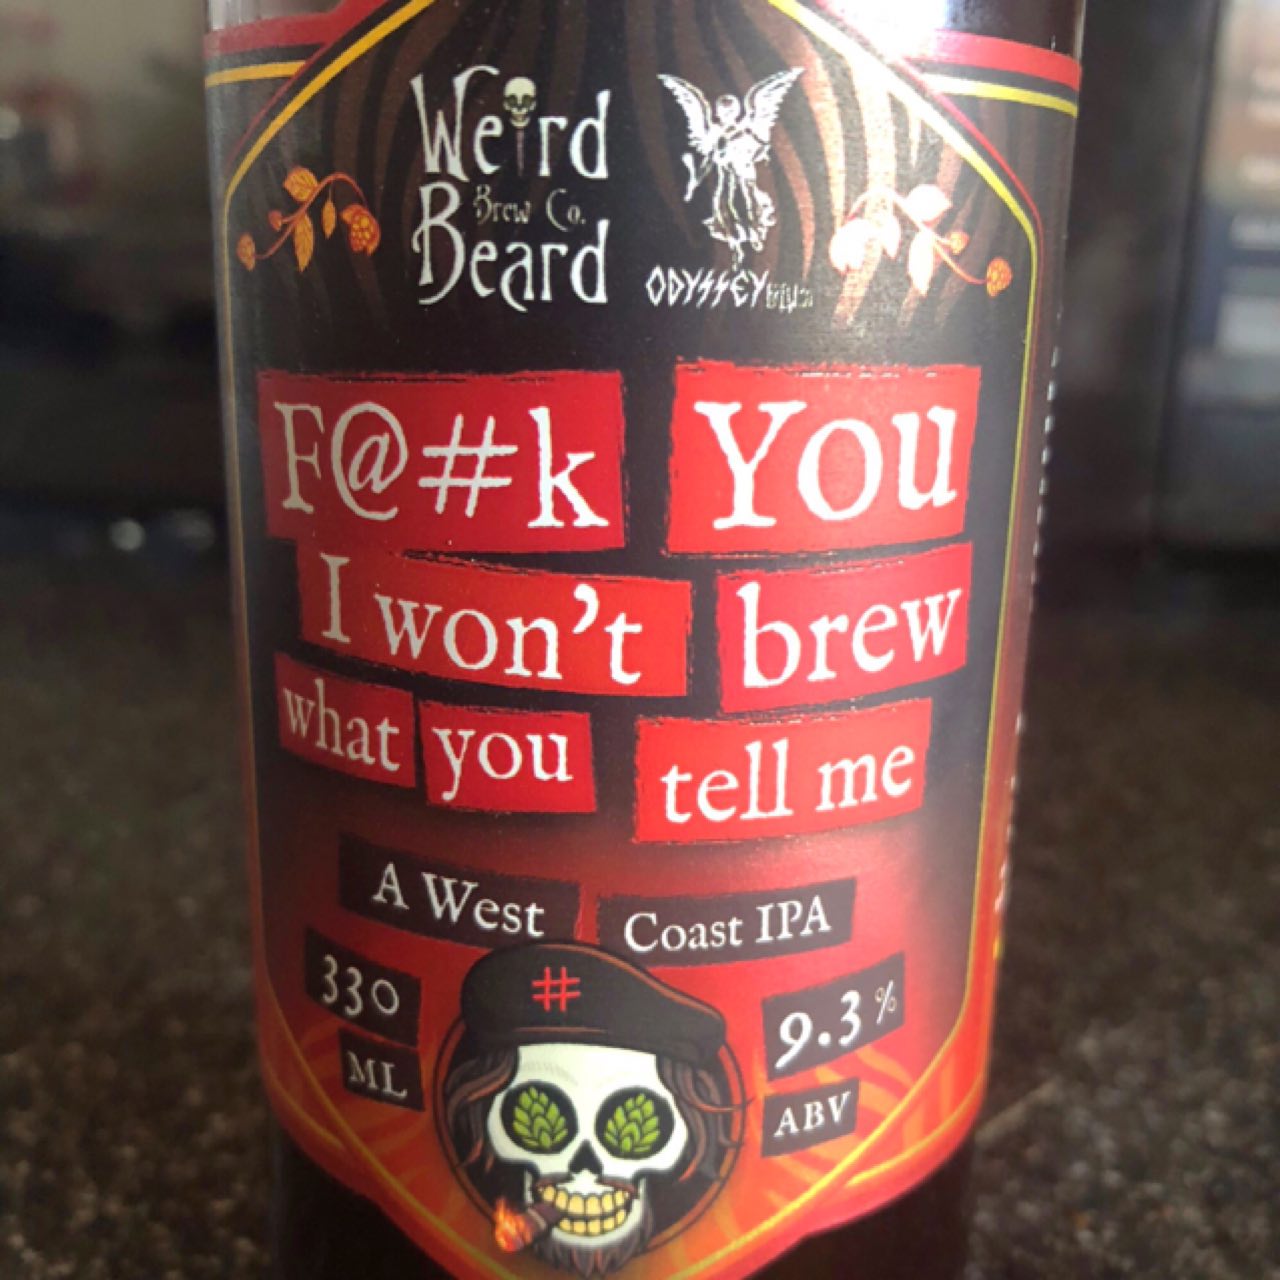 Weird
Brew Co.
Beard
ODYSSEY
F@#k You
I won't brew
what you tell me
A West Coast IPA
330 ML
9.3% ABV
#